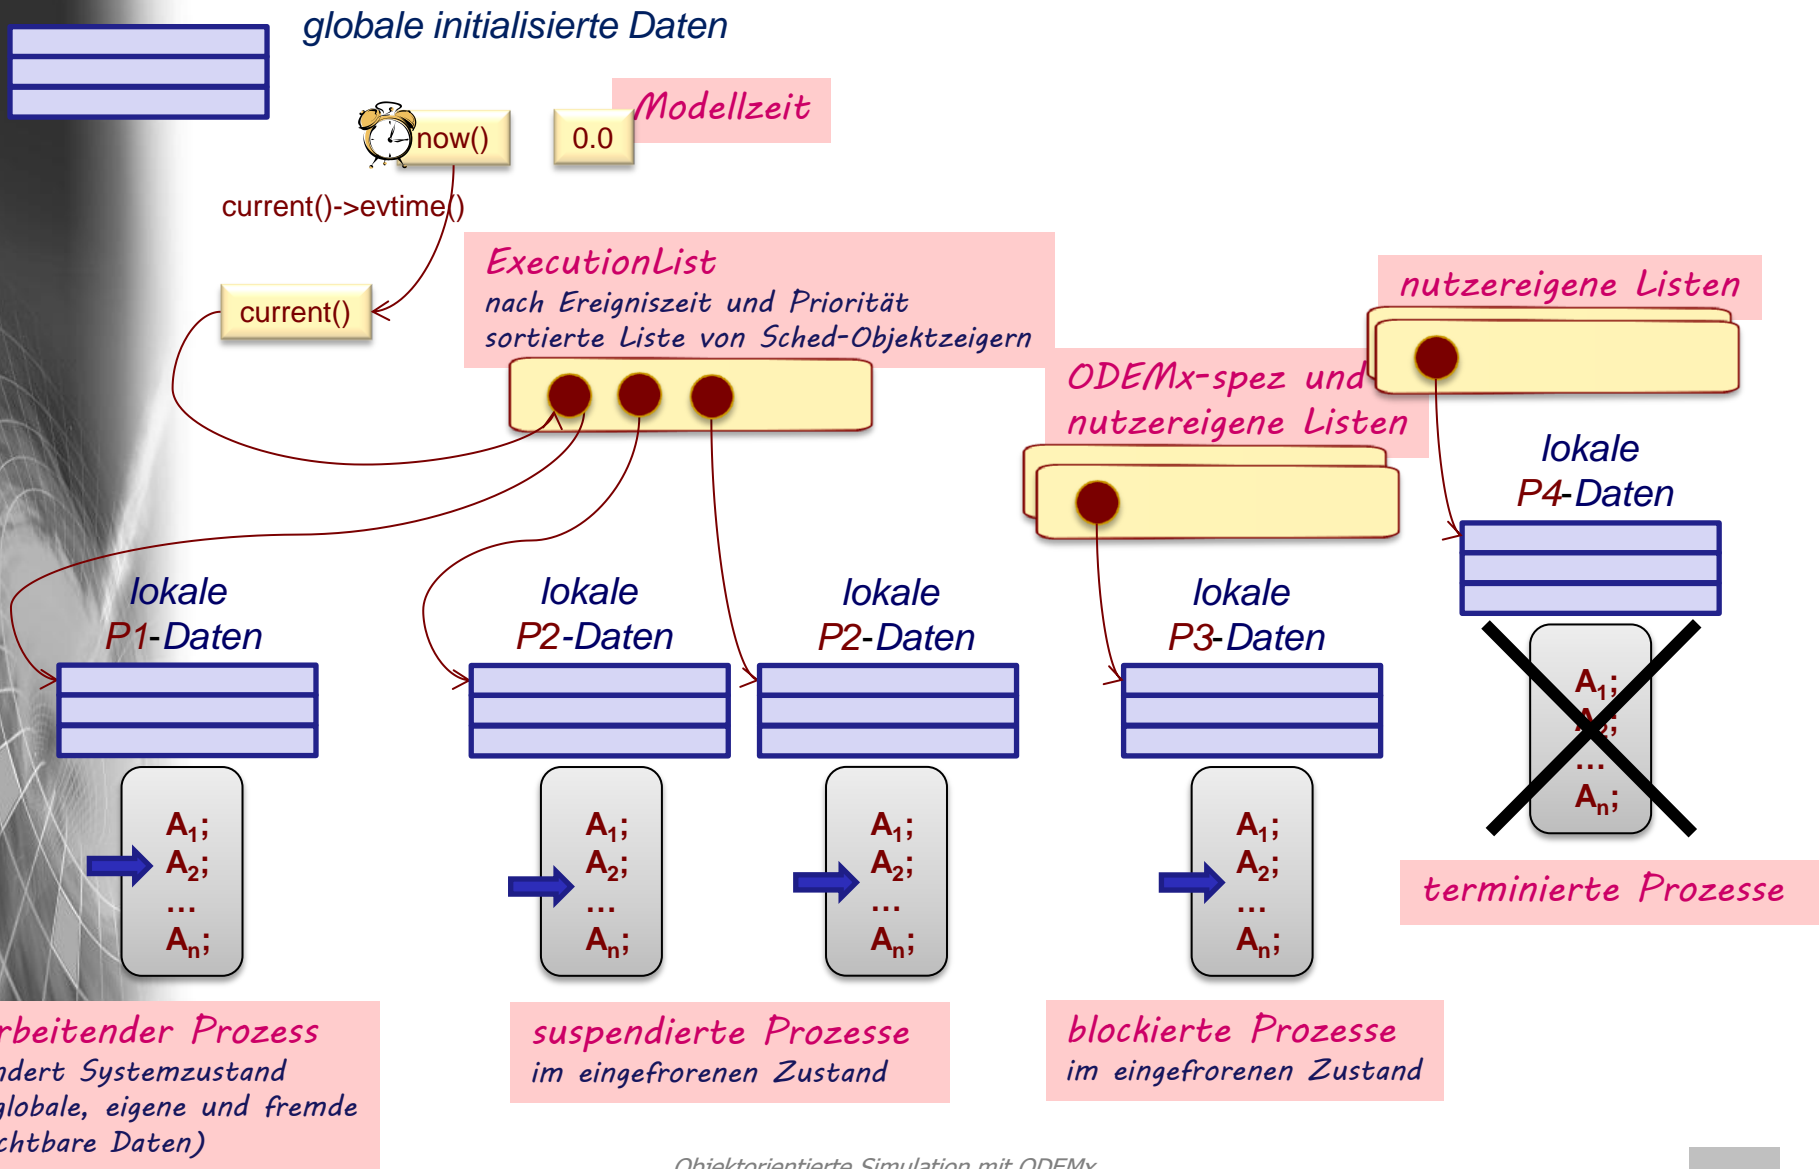 globale initialisierte Daten
Modellzeit
now()
0.0
current()->evtime()
ExecutionList
nach Ereigniszeit und Priorität
sortierte Liste von Sched-Objektzeigern
current()
nutzereigene Listen
ODEMx-spez und
nutzereigene Listen
lokale
P4-Daten
lokale
P1-Daten
lokale
P2-Daten
lokale
P2-Daten
lokale
P3-Daten
A1;
A2;
...
An;
A1;
A2;
...
An;
A1;
A2;
...
An;
A1;
A2;
...
An;
A1;
A2;
...
An;
terminierte Prozesse
rbeitender Prozess
ndert Systemzustand
globale, eigene und fremde
chtbare Daten)
suspendierte Prozesse
im eingefrorenen Zustand
blockierte Prozesse
im eingefrorenen Zustand
Objektorientierte Simulation mit ODEMx